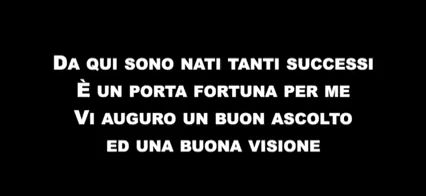 Da qui sono nati tanti successi
È un porta fortuna per me
Vi auguro un buon ascolto
ed una buona visione